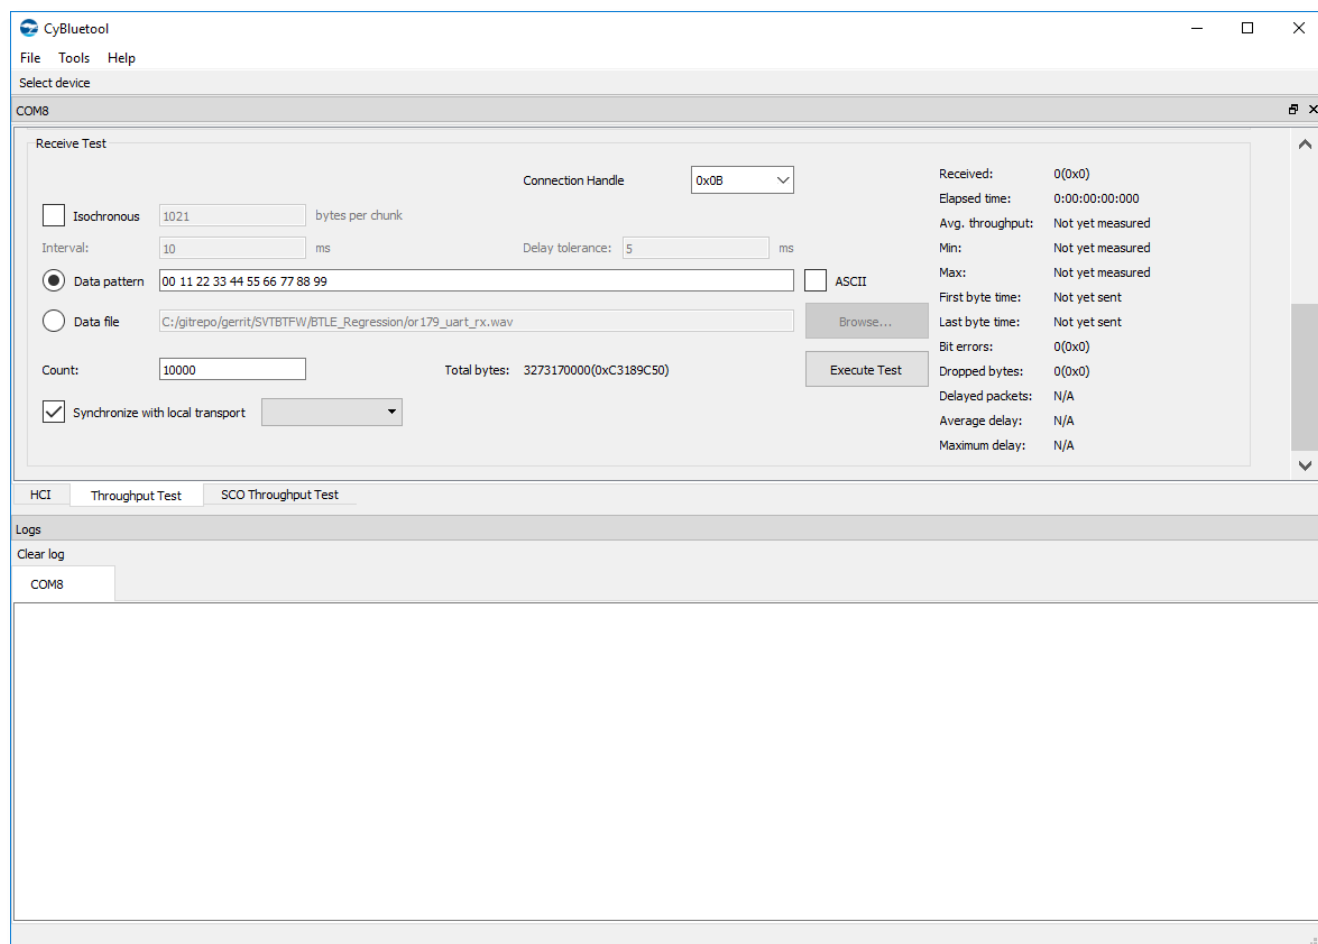 CyBluetool
File Tools Help
Select device
COM8
Receive Test
Connection Handle 0x0B
Isochronous 1021 bytes per chunk
Interval: 10 ms Delay tolerance: 5 ms
Data pattern 00 11 22 33 44 55 66 77 88 99 ASCII
Data file C:/gitrepo/gerrit/SVTBTFW/BTLE_Regression/or179_uart_rx.wav Browse...
Count: 10000 Total bytes: 3273170000(0xC3189C50) Execute Test
Synchronize with local transport
Received: 0(0x0)
Elapsed time: 0:00:00:00:000
Avg. throughput: Not yet measured
Min: Not yet measured
Max: Not yet measured
First byte time: Not yet sent
Last byte time: Not yet sent
Bit errors: 0(0x0)
Dropped bytes: 0(0x0)
Delayed packets: N/A
Average delay: N/A
Maximum delay: N/A
HCI Throughput Test SCO Throughput Test
Logs
Clear log
COM8